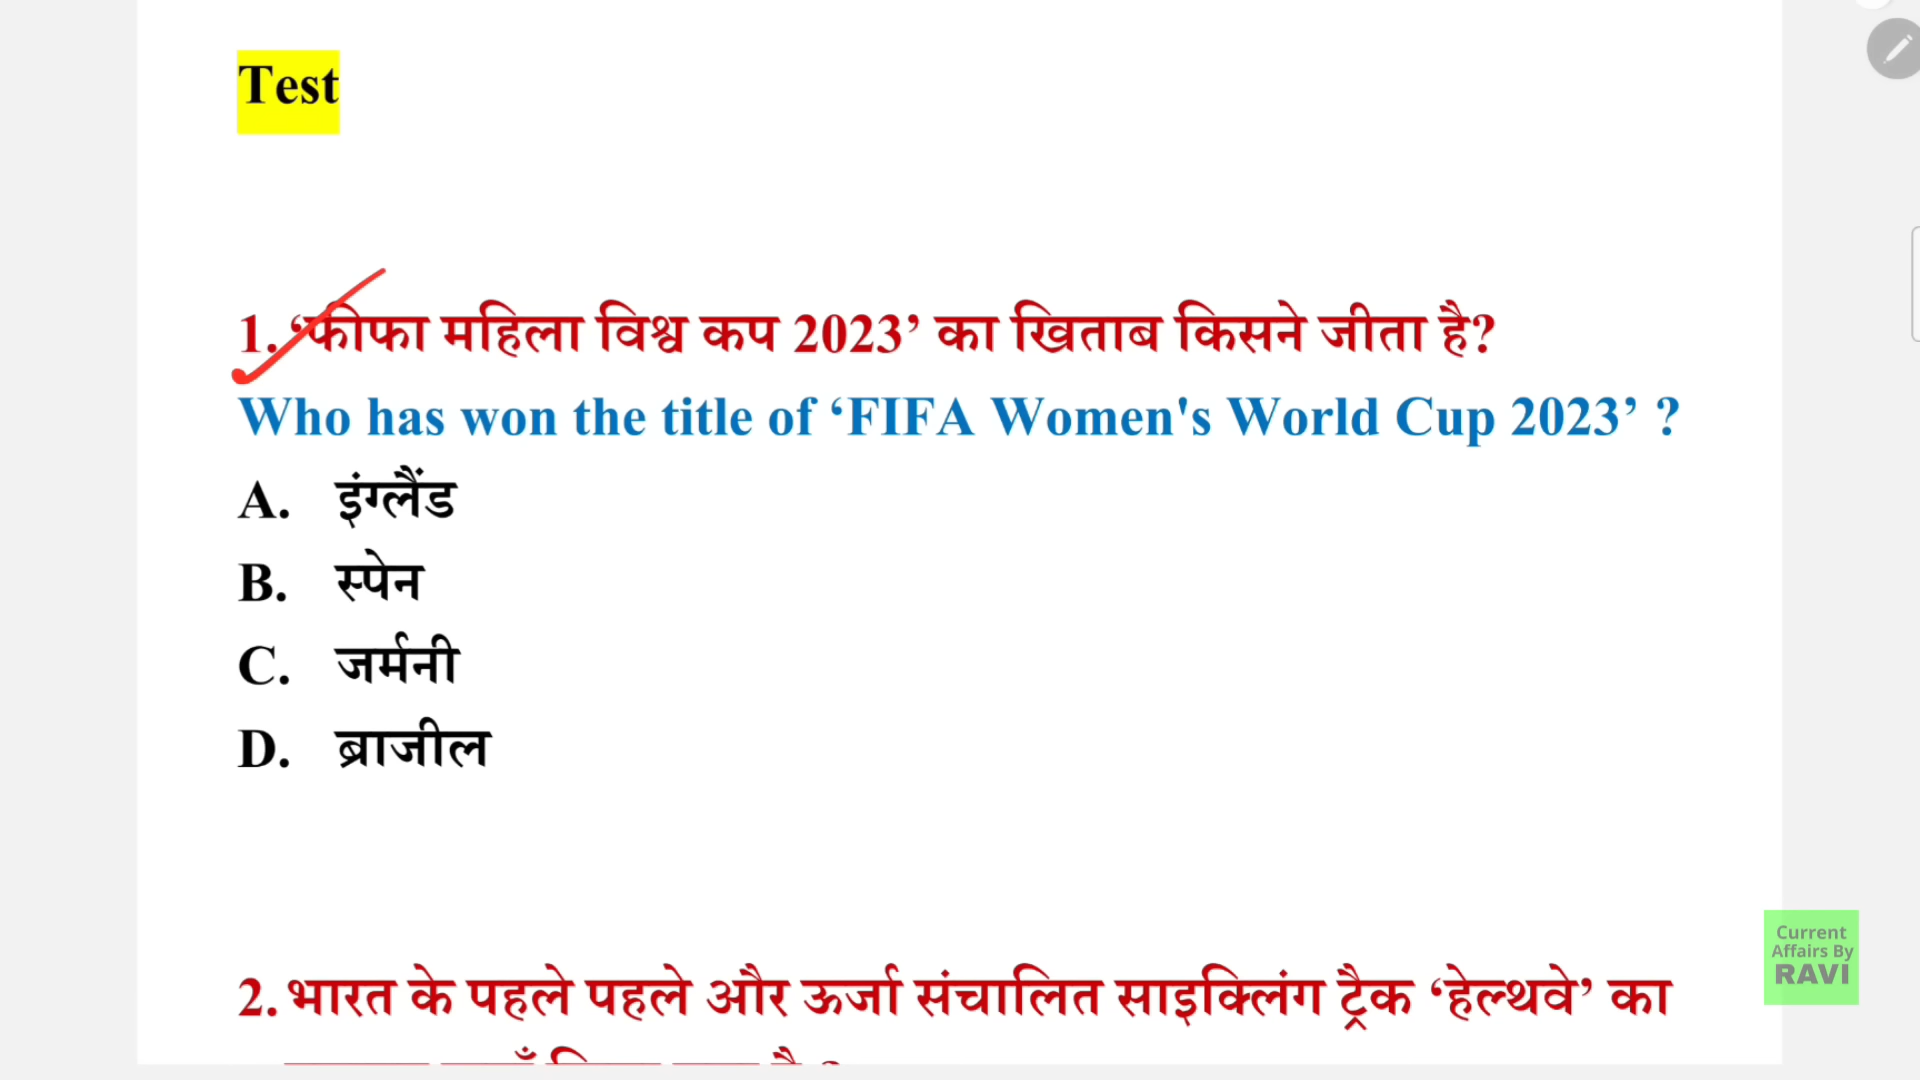 Test
1. ‘फीफा महिला विश्व कप 2023’ का खिताब किसने जीता है?
Who has won the title of ‘FIFA Women's World Cup 2023’ ?
A. इंग्लैंड
B. स्पेन
C. जर्मनी
D. ब्राजील
2. भारत के पहले पहले और ऊर्जा संचालित साइक्लिंग ट्रैक ‘हेल्थवे’ का
Current
Affairs By
RAVI